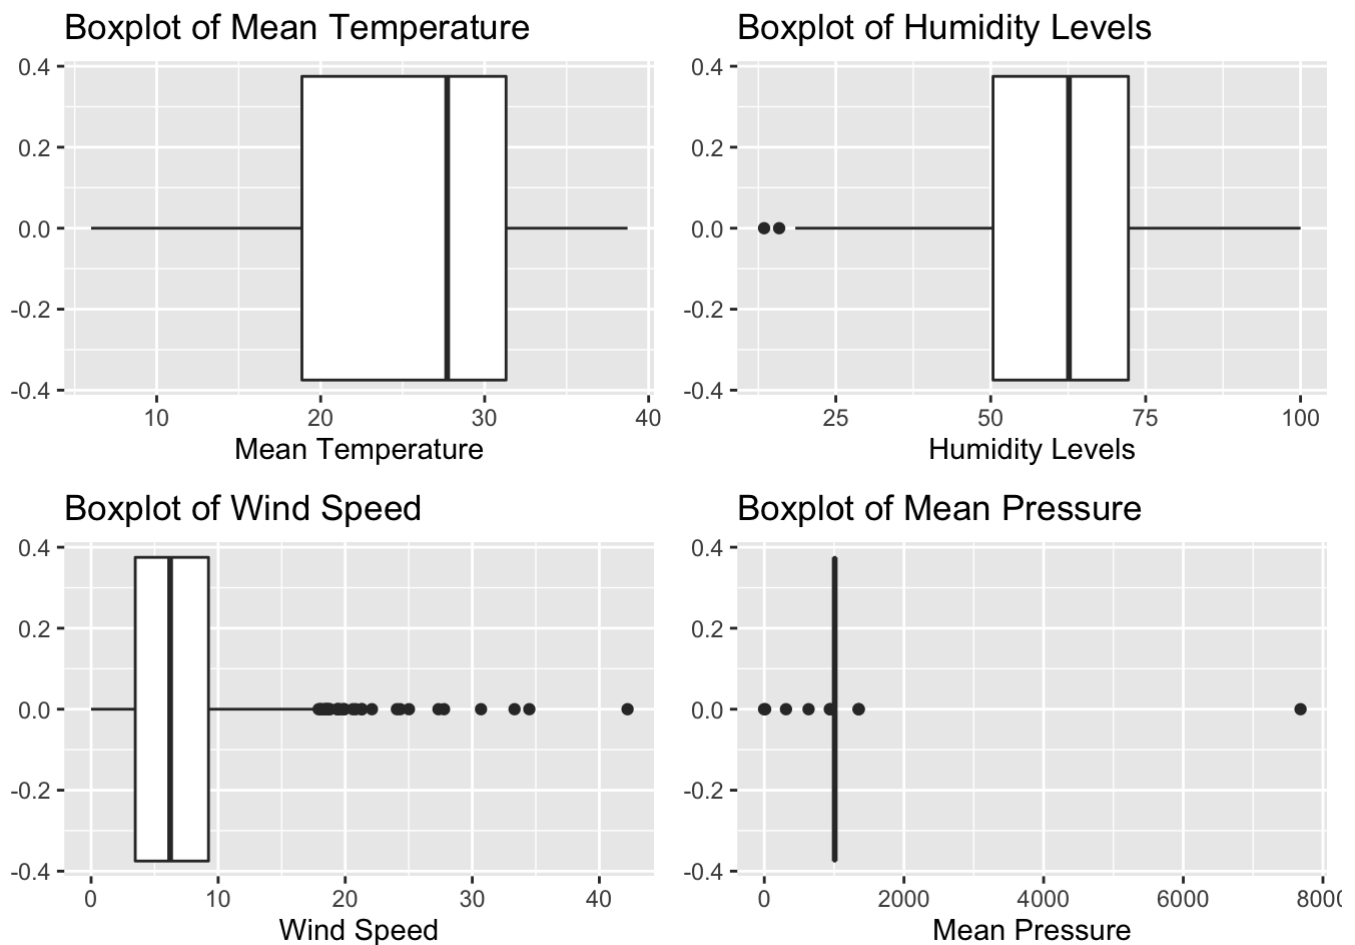 Boxplot of Mean Temperature
0.4
0.2
0.0
-0.2
-0.4
10 20 30 40
Mean Temperature
Boxplot of Humidity Levels
0.4
0.2
0.0
-0.2
-0.4
25 50 75 100
Humidity Levels
Boxplot of Wind Speed
0.4
0.2
0.0
-0.2
-0.4
0 10 20 30 40
Wind Speed
Boxplot of Mean Pressure
0.4
0.2
0.0
-0.2
-0.4
0 2000 4000 6000 8000
Mean Pressure